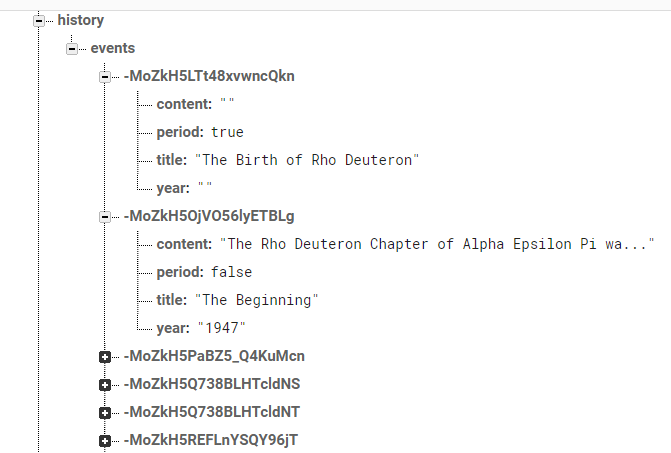 history
events
-MoZkH5LTt48xvwncQkn
content: ""
period: true
title: "The Birth of Rho Deuteron"
year: ""
-MoZkH5OjVO56lyETBLg
content: "The Rho Deuteron Chapter of Alpha Epsilon Pi wa..."
period: false
title: "The Beginning"
year: "1947"
-MoZkH5PaBZ5_Q4KuMcn
-MoZkH5Q738BLHTcldNS
-MoZkH5Q738BLHTcldNT
-MoZkH5REFLnYSQY96jT